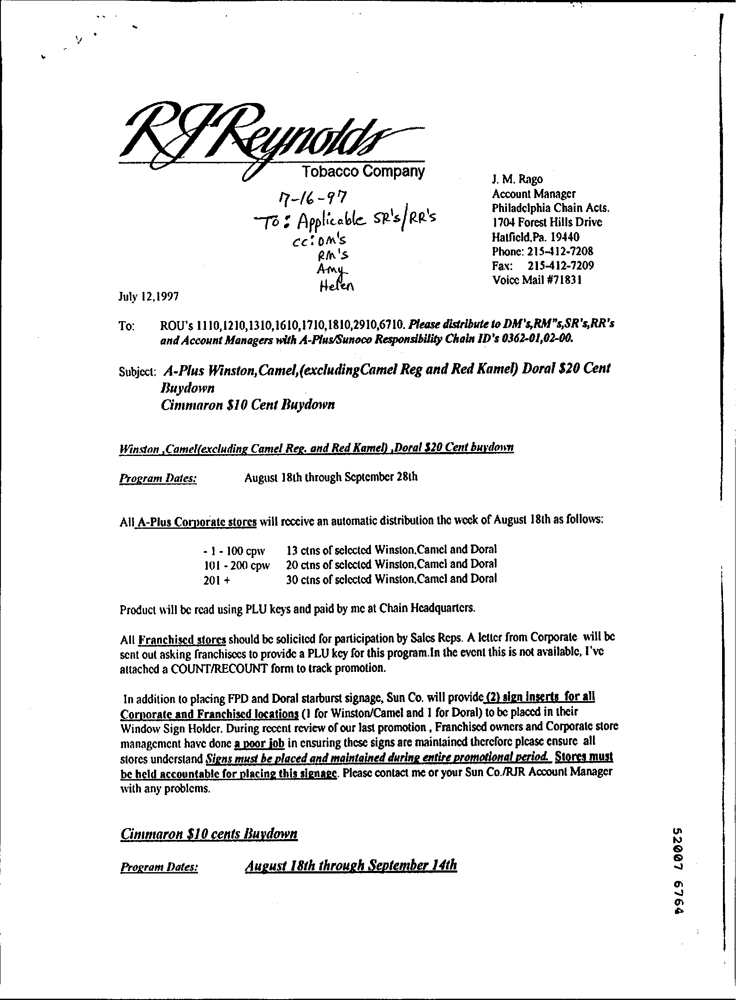 RJReynolds
Tobacco Company
7-16-97
To: Applicable SR's/RR's
cc: DM's
RM's
Amy
Helen
J. M. Rago
Account Manager
Philadelphia Chain Accts.
1704 Forest Hills Drive
Hatfield,Pa. 19440
Phone: 215-412-7208
Fax: 215-412-7209
Voice Mail #71831
July 12,1997
To: ROU's 1110,1210,1310,1610,1710,1810,2910,6710. Please distribute to DM's,RM"s,SR's,RR's
and Account Managers with A-Plus/Sunoco Responsibility Chain ID's 0362-01,02-00.
Subject: A-Plus Winston,Camel,(excludingCamel Reg and Red Kamel) Doral $20 Cent
Buydown
Cimmaron $10 Cent Buydown
Winston ,Camel(excluding Camel Reg. and Red Kamel) ,Doral $20 Cent buydown
Program Dates: August 18th through September 28th
All A-Plus Corporate stores will receive an automatic distribution the week of August 18th as follows:
- 1 - 100 cpw 13 ctns of selected Winston,Camel and Doral
101 - 200 cpw 20 ctns of selected Winston,Camel and Doral
201 + 30 ctns of selected Winston,Camel and Doral
Product will be read using PLU keys and paid by me at Chain Headquarters.
All Franchised stores should be solicited for participation by Sales Reps. A letter from Corporate will be
sent out asking franchisees to provide a PLU key for this program.In the event this is not available, I've
attached a COUNT/RECOUNT form to track promotion.
In addition to placing FPD and Doral starburst signage, Sun Co. will provide (2) sign inserts for all
Corporate and Franchised locations (1 for Winston/Camel and 1 for Doral) to be placed in their
Window Sign Holder. During recent review of our last promotion , Franchised owners and Corporate store
management have done a poor job in ensuring these signs are maintained therefore please ensure all
stores understand Signs must be placed and maintained during entire promotional period. Stores must
be held accountable for placing this signage. Please contact me or your Sun Co./RJR Account Manager
with any problems.
Cimmaron $10 cents Buydown
Program Dates: August 18th through September 14th
52007 6764